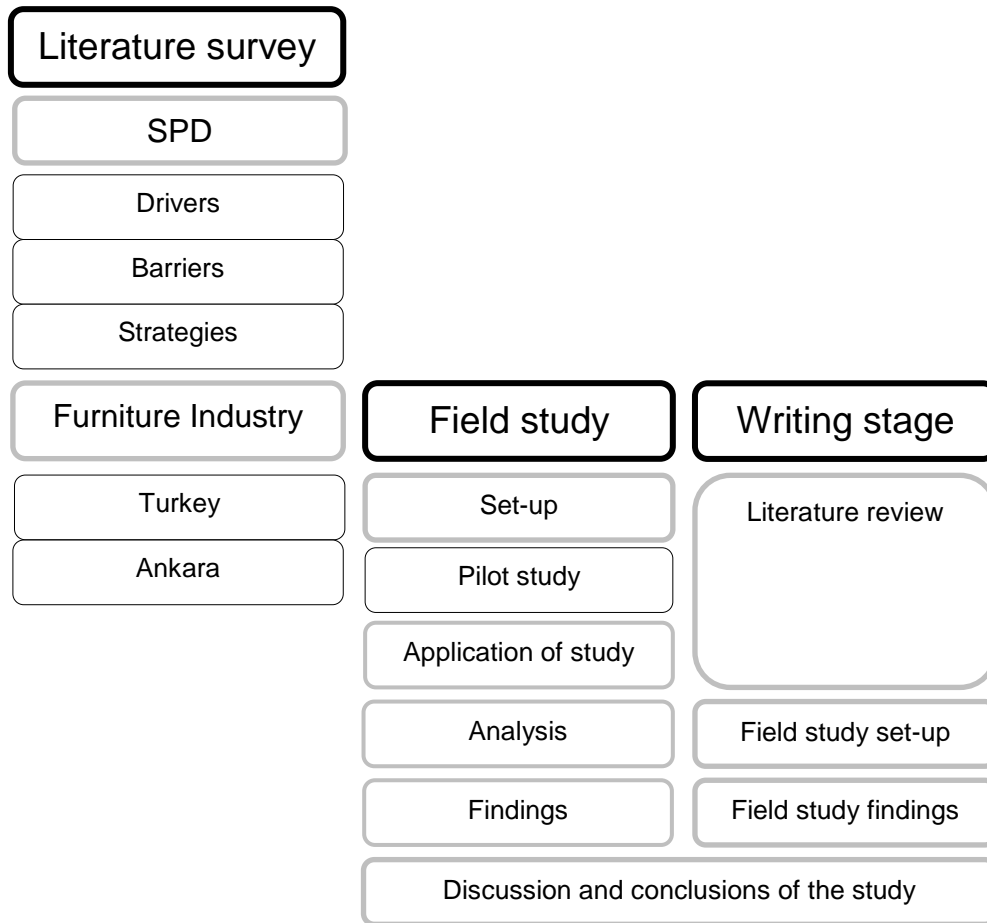 Literature survey
SPD
Drivers
Barriers
Strategies
Furniture Industry
Turkey
Ankara
Field study
Set-up
Pilot study
Application of study
Analysis
Findings
Writing stage
Literature review
Field study set-up
Field study findings
Discussion and conclusions of the study